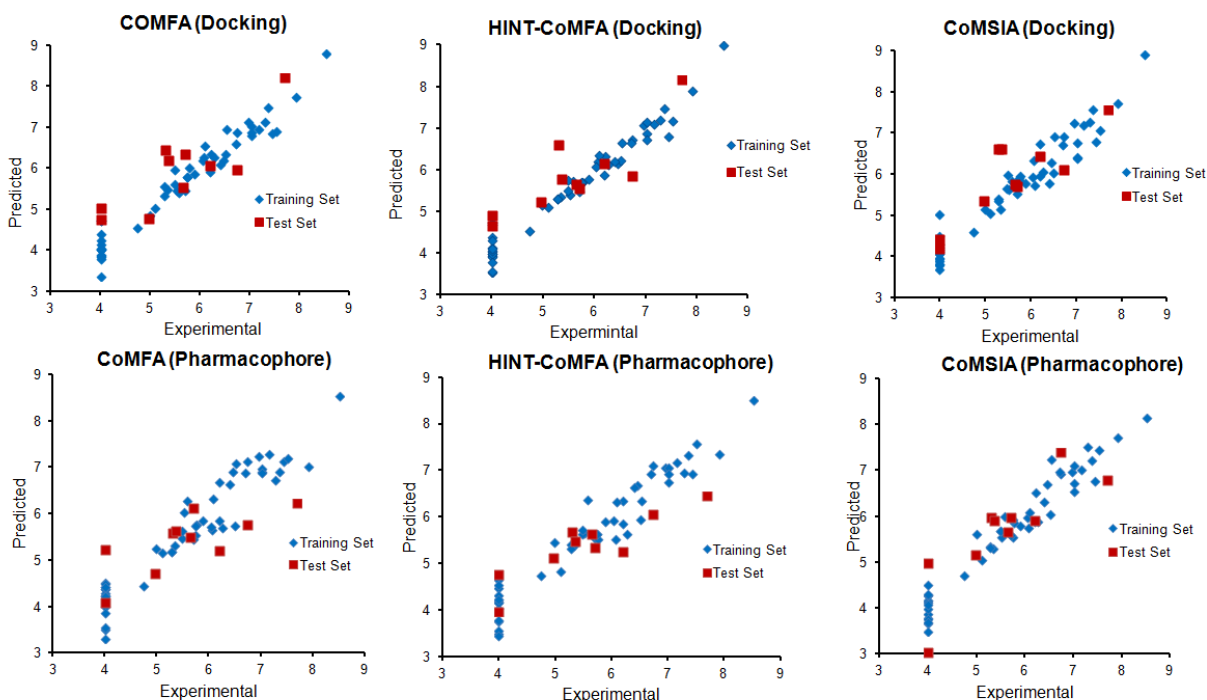 COMFA (Docking)
9
8
7
6
5
4
3
Predicted
Training Set
Test Set
3 4 5 6 7 8 9
Experimental
HINT-CoMFA (Docking)
9
8
7
6
5
4
3
Predicted
Training Set
Test Set
3 4 5 6 7 8 9
Expermintal
CoMSIA (Docking)
9
8
7
6
5
4
3
Predicted
Training Set
Test Set
3 4 5 6 7 8 9
Experimental
CoMFA (Pharmacophore)
9
8
7
6
5
4
3
Predicted
Training Set
Test Set
3 4 5 6 7 8 9
Experimental
HINT-CoMFA (Pharmacophore)
9
8
7
6
5
4
3
Predicted
Training Set
Test Set
3 4 5 6 7 8 9
Experimental
CoMSIA (Pharmacophore)
9
8
7
6
5
4
3
Predicted
Training Set
Test Set
3 4 5 6 7 8 9
Experimental